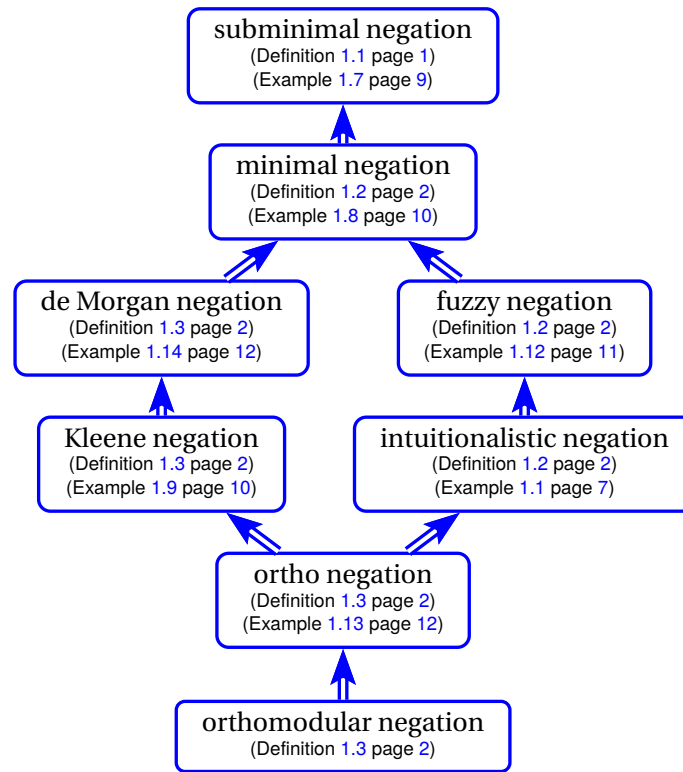 subminimal negation
(Definition 1.1 page 1)
(Example 1.7 page 9)
minimal negation
(Definition 1.2 page 2)
(Example 1.8 page 10)
de Morgan negation
(Definition 1.3 page 2)
(Example 1.14 page 12)
fuzzy negation
(Definition 1.2 page 2)
(Example 1.12 page 11)
Kleene negation
(Definition 1.3 page 2)
(Example 1.9 page 10)
intuitionalistic negation
(Definition 1.2 page 2)
(Example 1.1 page 7)
ortho negation
(Definition 1.3 page 2)
(Example 1.13 page 12)
orthomodular negation
(Definition 1.3 page 2)